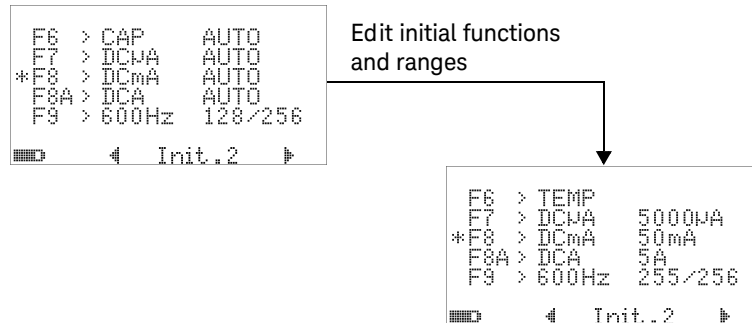 F6 > CAP AUTO
F7 > DCµA AUTO
*F8 > DCmA AUTO
F8A> DCA AUTO
F9 > 600Hz 128/256
◀ Init.2 ▶
Edit initial functions
and ranges
F6 > TEMP
F7 > DCµA 5000µA
*F8 > DCmA 50mA
F8A> DCA 5A
F9 > 600Hz 255/256
◀ Init.2 ▶